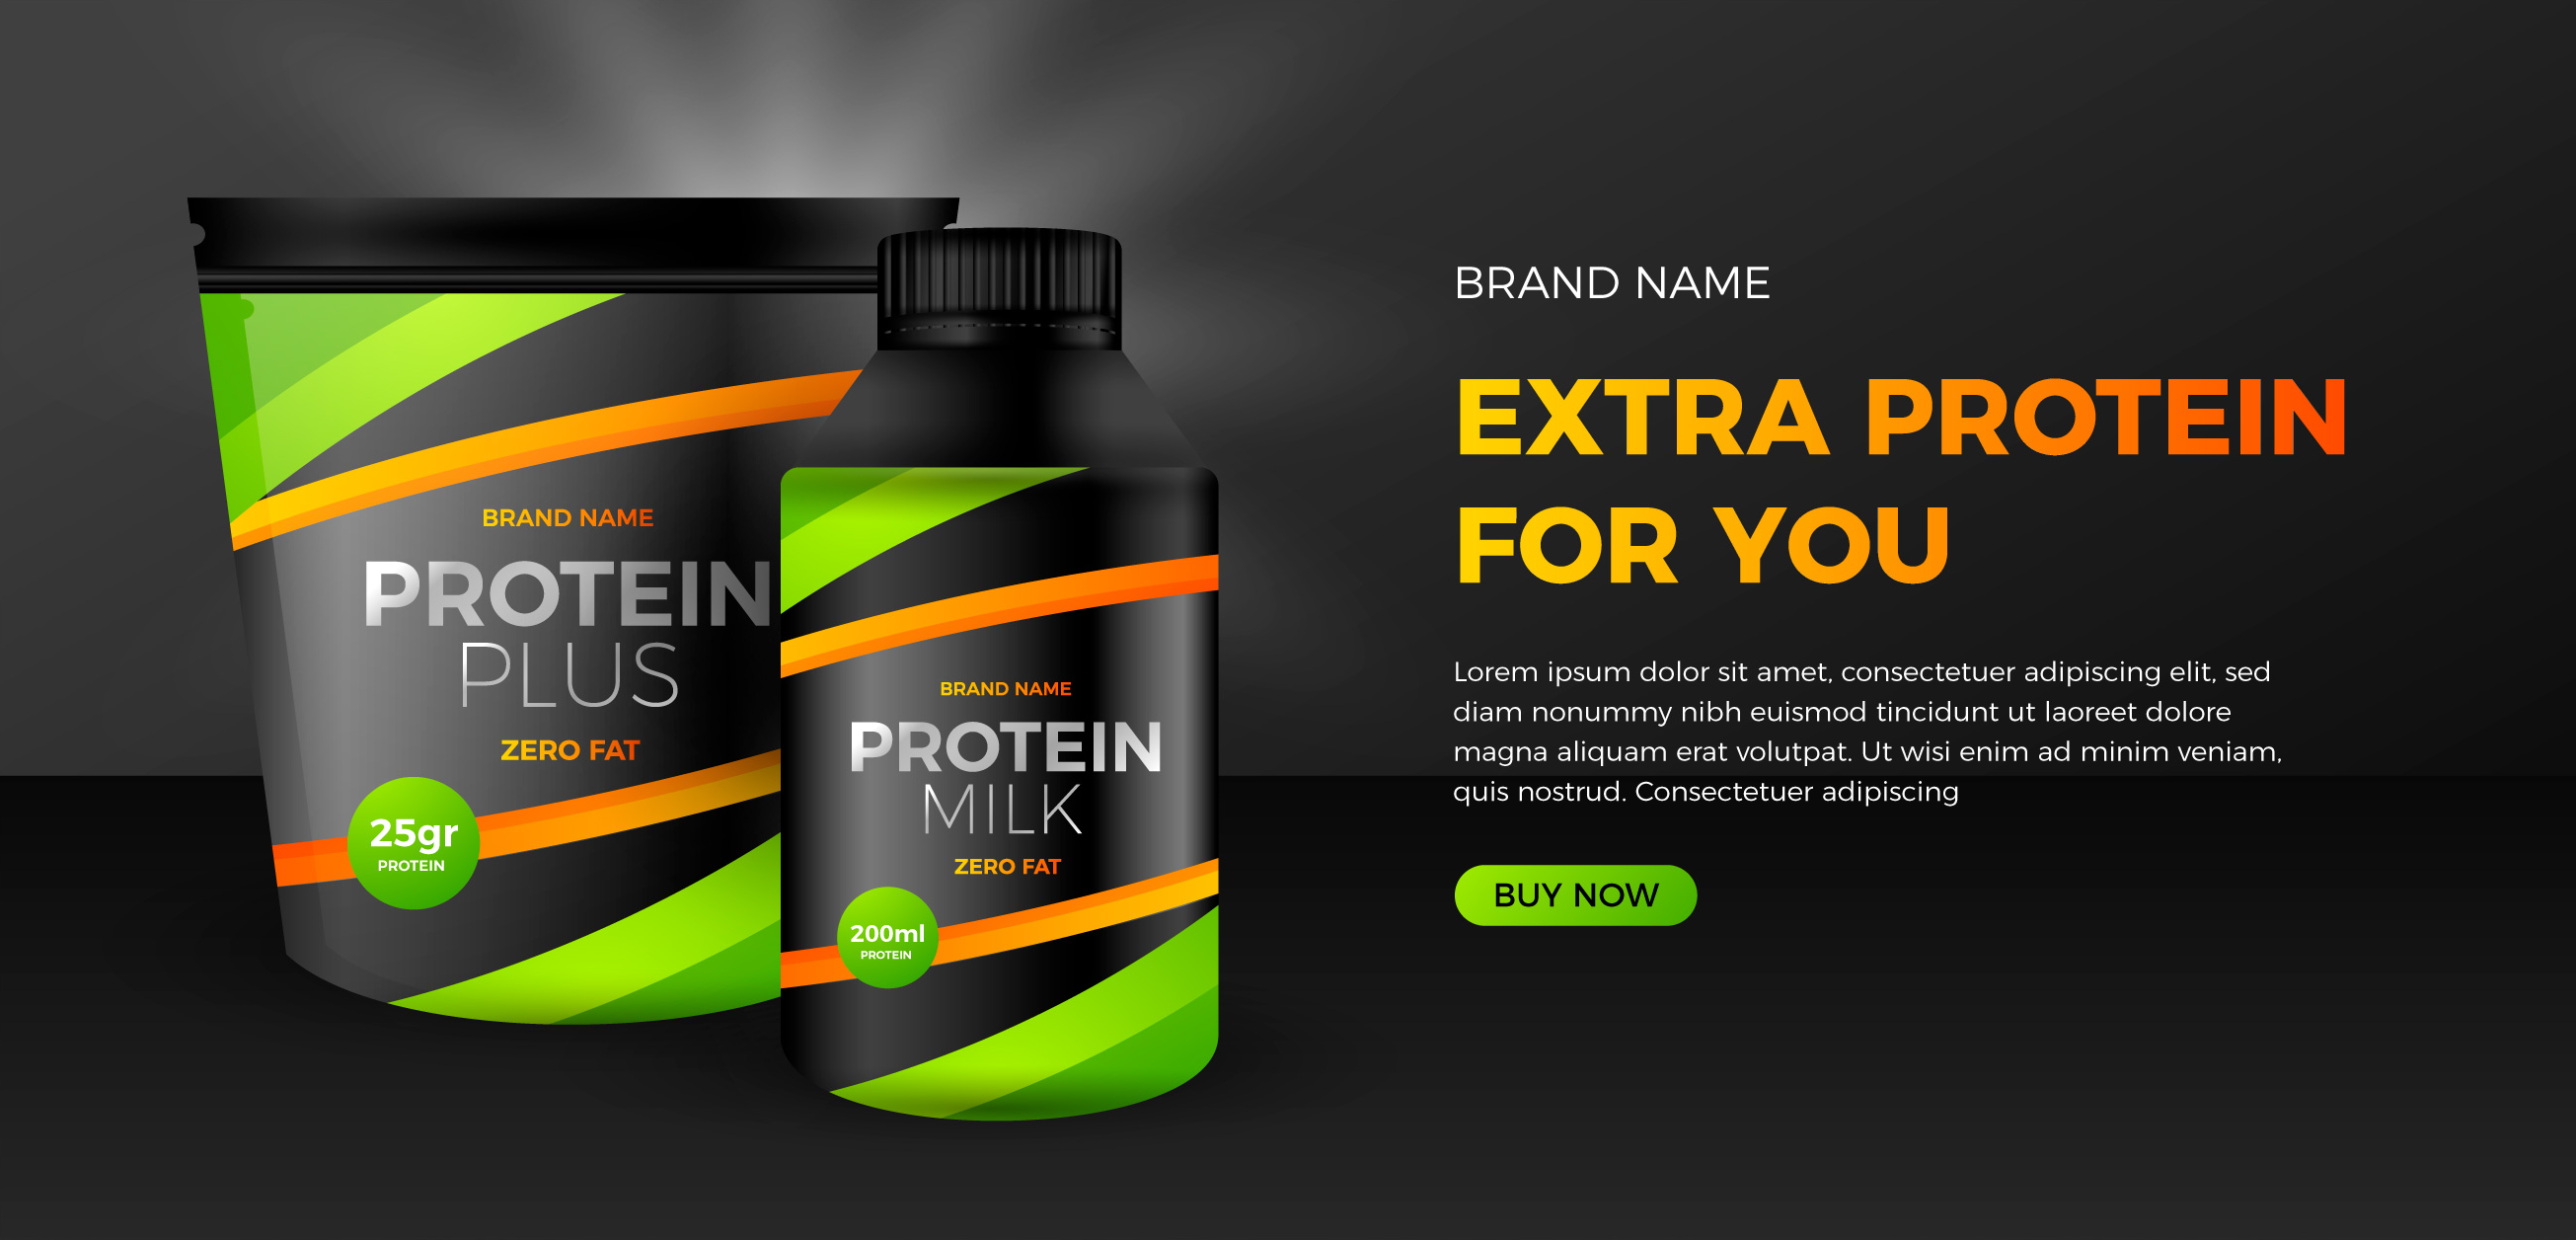 BRAND NAME
PROTEIN
PLUS
ZERO FAT
25gr
PROTEIN
BRAND NAME
PROTEIN
MILK
ZERO FAT
200ml
PROTEIN
BRAND NAME
EXTRA PROTEIN
FOR YOU
Lorem ipsum dolor sit amet, consectetuer adipiscing elit, sed
diam nonummy nibh euismod tincidunt ut laoreet dolore
magna aliquam erat volutpat. Ut wisi enim ad minim veniam,
quis nostrud. Consectetuer adipiscing
BUY NOW